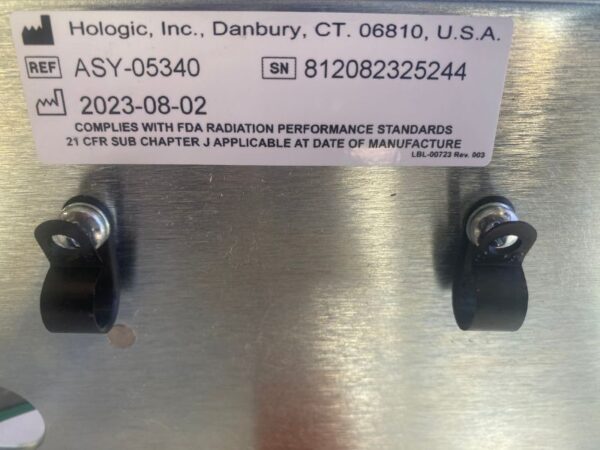 Hologic, Inc., Danbury, CT. 06810, U.S.A.
REF ASY-05340 SN 812082325244
2023-08-02
COMPLIES WITH FDA RADIATION PERFORMANCE STANDARDS
21 CFR SUB CHAPTER J APPLICABLE AT DATE OF MANUFACTURE
LBL-00723 Rev. 003